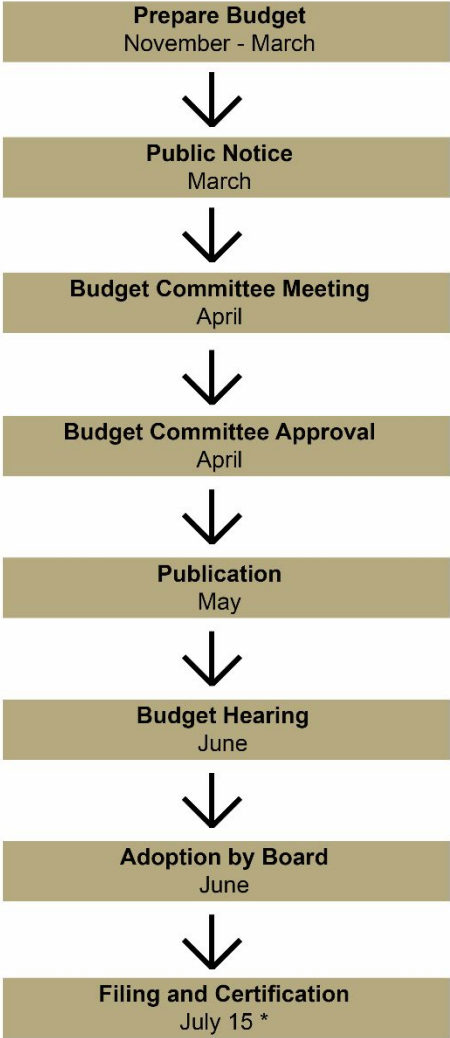 Prepare Budget
November - March
Public Notice
March
Budget Committee Meeting
April
Budget Committee Approval
April
Publication
May
Budget Hearing
June
Adoption by Board
June
Filing and Certification
July 15 *